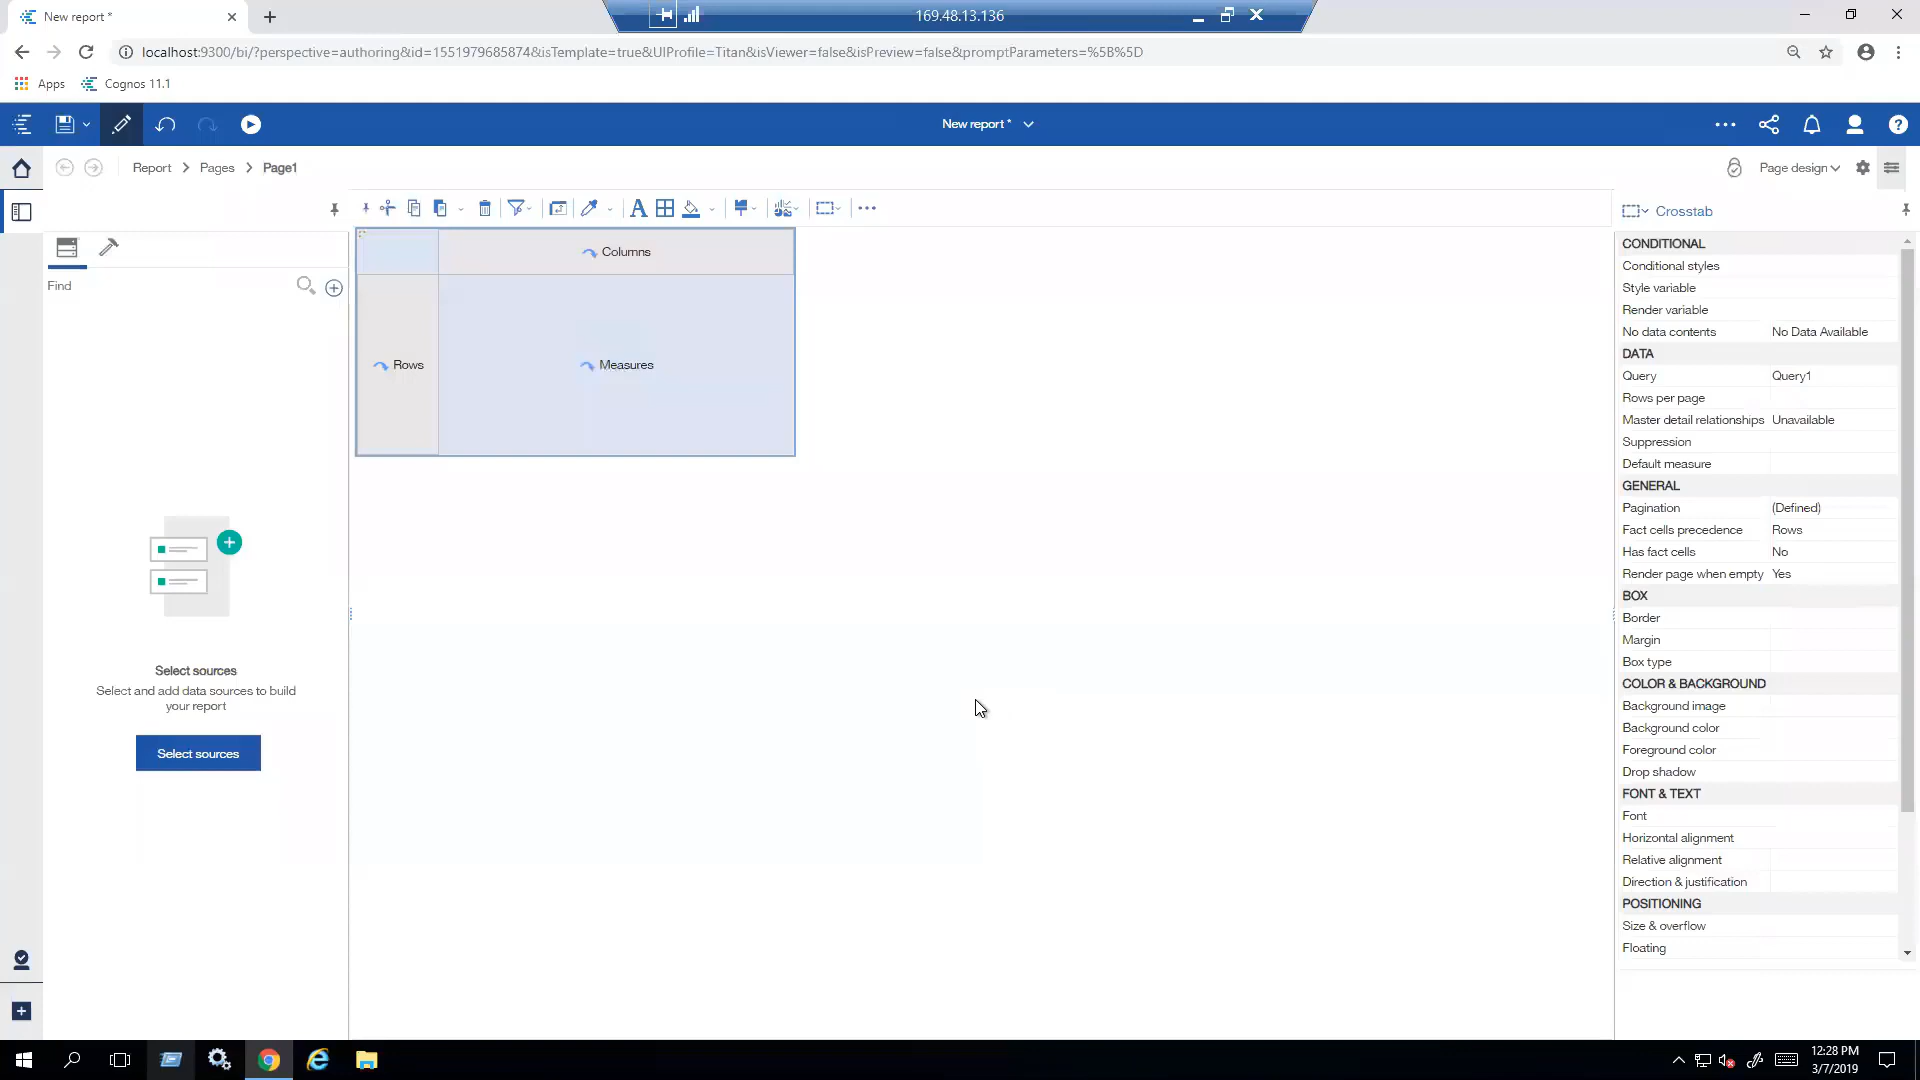 New report *
169.48.13.136
localhost:9300/bi/?perspective=authoring&id=1551979685874&isTemplate=true&UIProfile=Titan&isViewer=false&isPreview=false&promptParameters=%5B%5D
Apps
Cognos 11.1
New report *
Report
Pages
Page1
Page design
Crosstab
Find
Columns
Rows
Measures
Select sources
Select and add data sources to build
your report
Select sources
CONDITIONAL
Conditional styles
Style variable
Render variable
No data contents No Data Available
DATA
Query Query1
Rows per page
Master detail relationships Unavailable
Suppression
Default measure
GENERAL
Pagination (Defined)
Fact cells precedence Rows
Has fact cells No
Render page when empty Yes
BOX
Border
Margin
Box type
COLOR & BACKGROUND
Background image
Background color
Foreground color
Drop shadow
FONT & TEXT
Font
Horizontal alignment
Relative alignment
Direction & justification
POSITIONING
Size & overflow
Floating
12:28 PM
3/7/2019